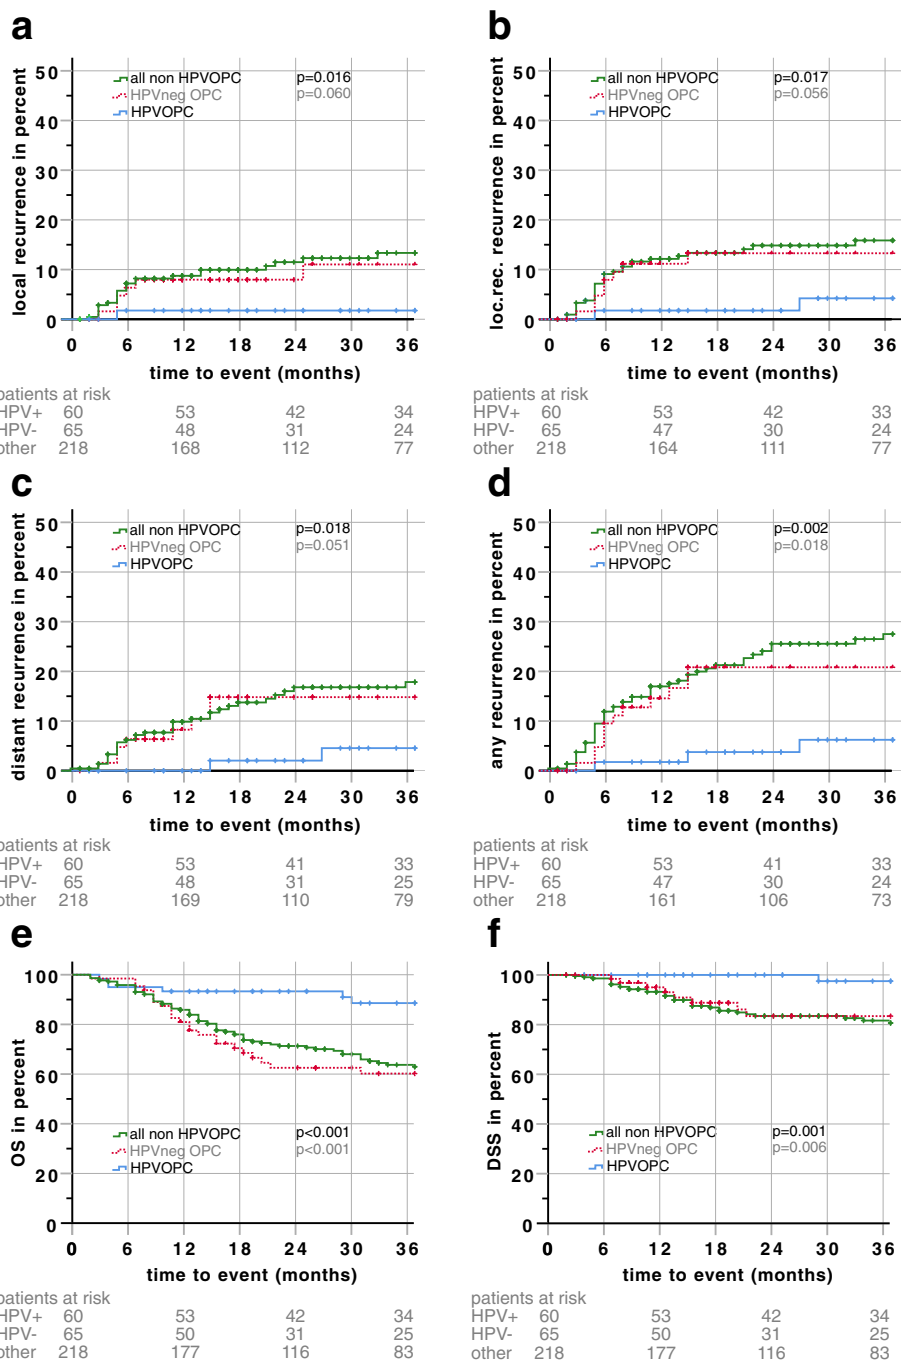 a
local recurrence in percent
50
40
30
20
10
0
all non HPVOPC p=0.016
HPVneg OPC p=0.060
HPVOPC
0 6 12 18 24 30 36
time to event (months)
patients at risk
HPV+ 60 53 42 34
HPV- 65 48 31 24
other 218 168 112 77
b
loc.rec. recurrence in percent
50
40
30
20
10
0
all non HPVOPC p=0.017
HPVneg OPC p=0.056
HPVOPC
0 6 12 18 24 30 36
time to event (months)
patients at risk
HPV+ 60 53 42 33
HPV- 65 47 30 24
other 218 164 111 77
c
distant recurrence in percent
50
40
30
20
10
0
all non HPVOPC p=0.018
HPVneg OPC p=0.051
HPVOPC
0 6 12 18 24 30 36
time to event (months)
patients at risk
HPV+ 60 53 41 33
HPV- 65 48 31 25
other 218 169 110 79
d
any recurrence in percent
50
40
30
20
10
0
all non HPVOPC p=0.002
HPVneg OPC p=0.018
HPVOPC
0 6 12 18 24 30 36
time to event (months)
patients at risk
HPV+ 60 53 41 33
HPV- 65 47 30 24
other 218 161 106 73
e
OS in percent
100
80
60
40
20
0
all non HPVOPC p<0.001
HPVneg OPC p<0.001
HPVOPC
0 6 12 18 24 30 36
time to event (months)
patients at risk
HPV+ 60 53 42 34
HPV- 65 50 31 25
other 218 177 116 83
f
DSS in percent
100
80
60
40
20
0
all non HPVOPC p=0.001
HPVneg OPC p=0.006
HPVOPC
0 6 12 18 24 30 36
time to event (months)
patients at risk
HPV+ 60 53 42 34
HPV- 65 50 31 25
other 218 177 116 83